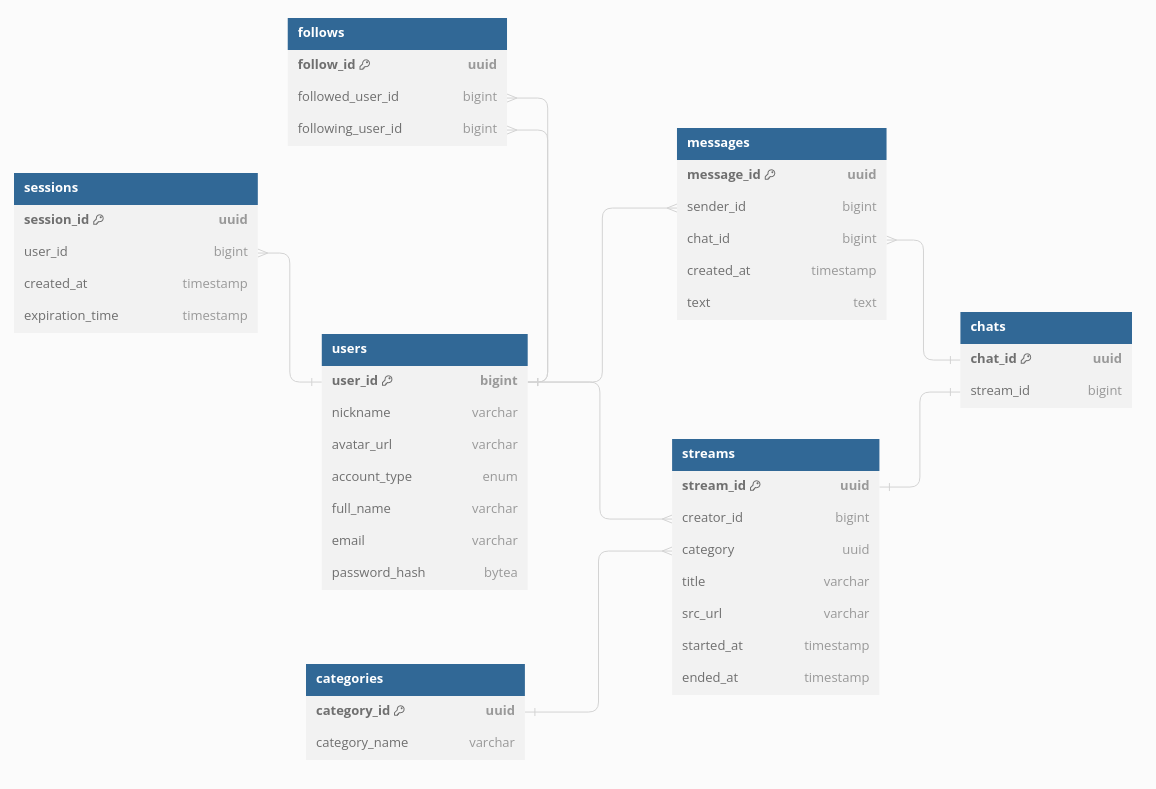 follows
follow_id uuid
followed_user_id bigint
following_user_id bigint
sessions
session_id uuid
user_id bigint
created_at timestamp
expiration_time timestamp
users
user_id bigint
nickname varchar
avatar_url varchar
account_type enum
full_name varchar
email varchar
password_hash bytea
categories
category_id uuid
category_name varchar
messages
message_id uuid
sender_id bigint
chat_id bigint
created_at timestamp
text text
streams
stream_id uuid
creator_id bigint
category uuid
title varchar
src_url varchar
started_at timestamp
ended_at timestamp
chats
chat_id uuid
stream_id bigint